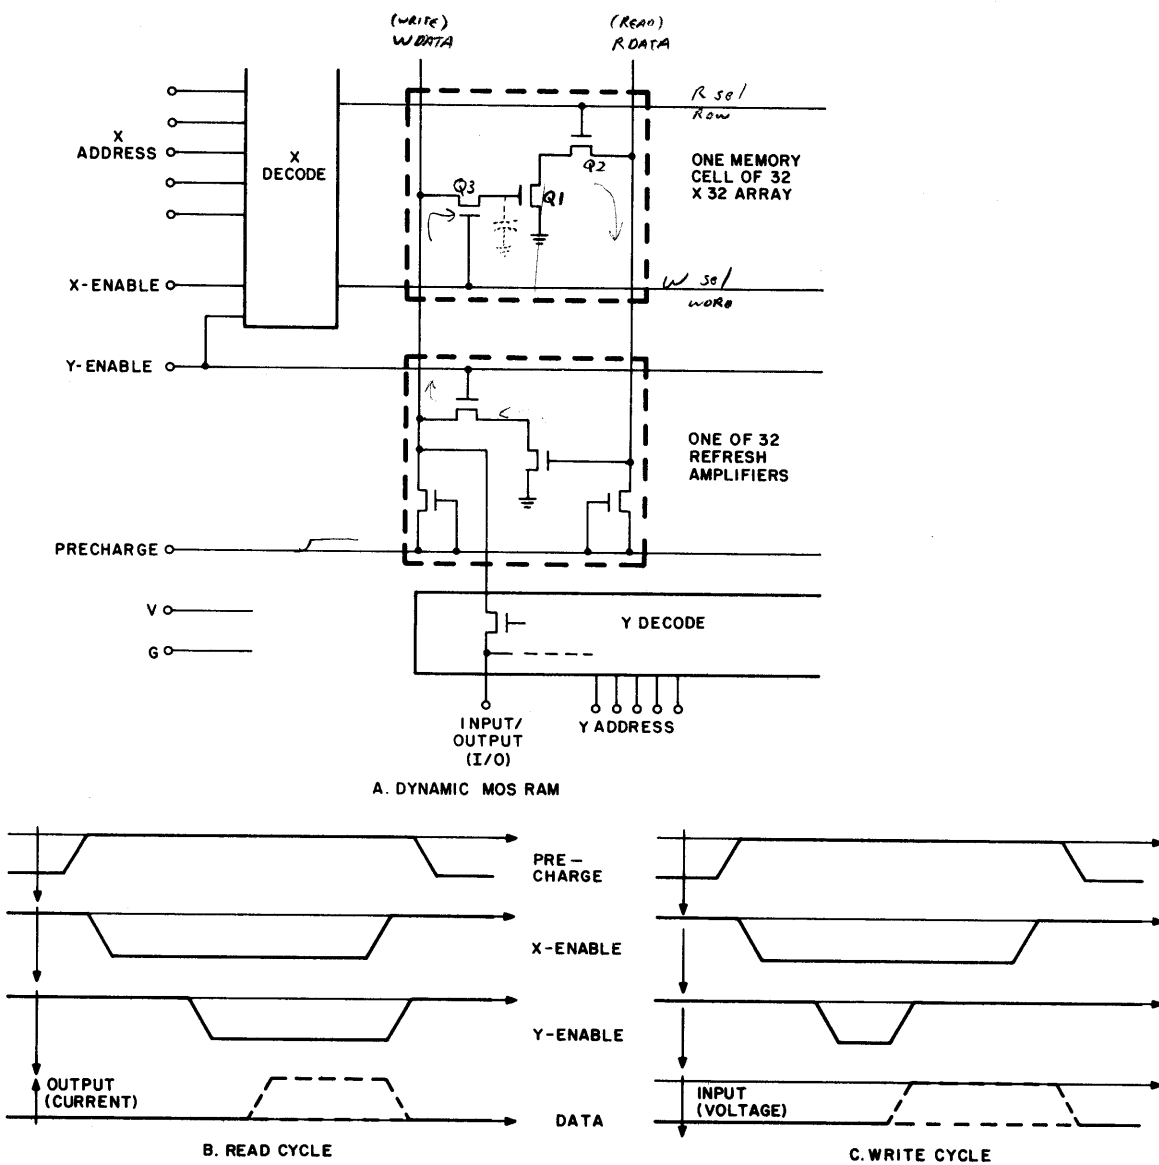 (WRITE)
WDATA
(READ)
RDATA
R sel
ROW
X
ADDRESS
X
DECODE
Q3
Q1
Q2
ONE MEMORY
CELL OF 32
X 32 ARRAY
X-ENABLE
W sel
WORD
Y-ENABLE
ONE OF 32
REFRESH
AMPLIFIERS
PRECHARGE
V
G
Y DECODE
INPUT/
OUTPUT
(I/O)
Y ADDRESS
A. DYNAMIC MOS RAM
PRE-
CHARGE
X-ENABLE
Y-ENABLE
OUTPUT
(CURRENT)
DATA
INPUT
(VOLTAGE)
B. READ CYCLE
C. WRITE CYCLE